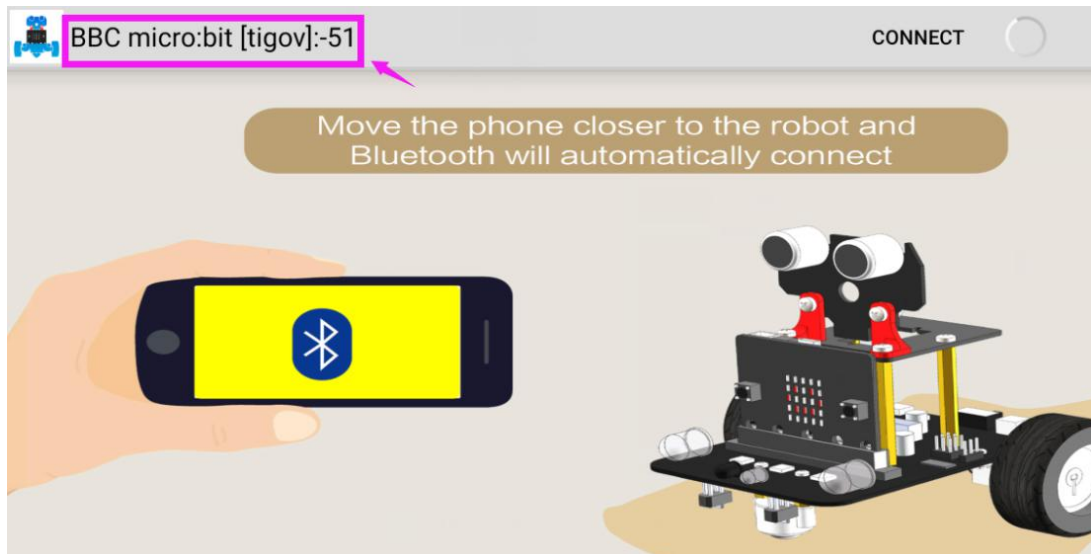 BBC micro:bit [tigov]:-51
CONNECT
Move the phone closer to the robot and
Bluetooth will automatically connect